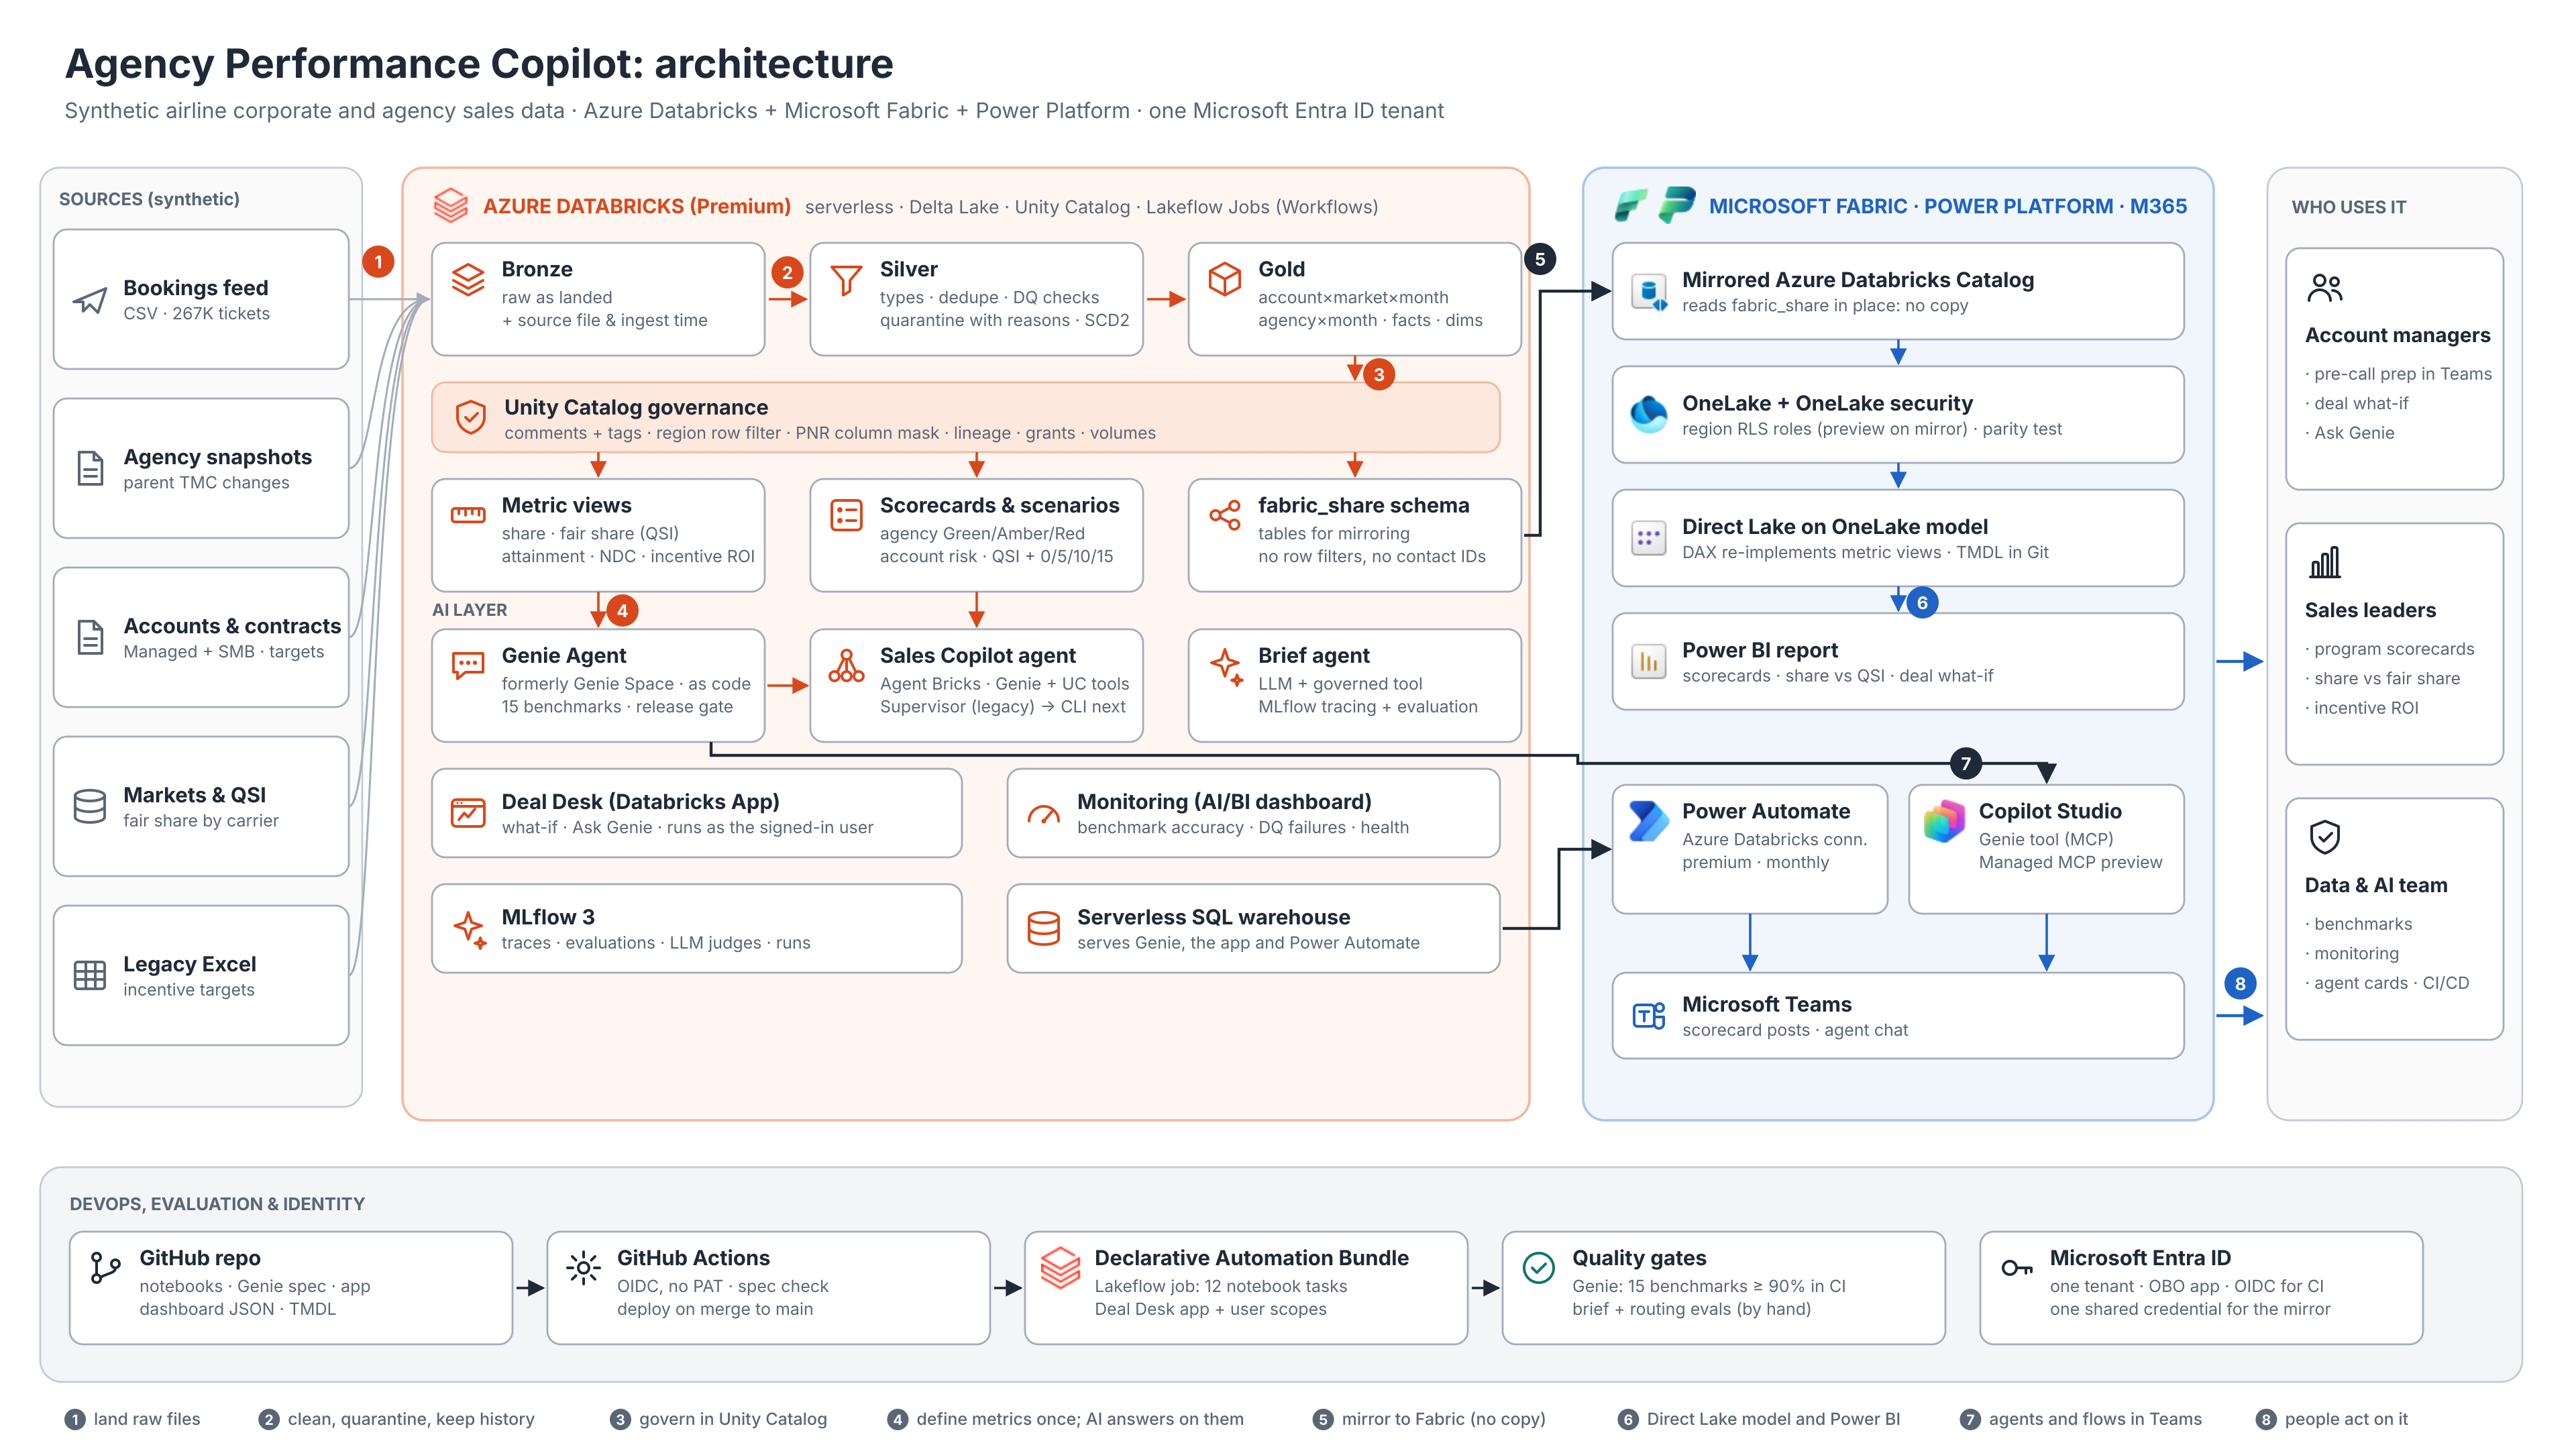 Agency Performance Copilot: architecture
Synthetic airline corporate and agency sales data · Azure Databricks + Microsoft Fabric + Power Platform · one Microsoft Entra ID tenant
SOURCES (synthetic)
Bookings feed
CSV · 267K tickets
Agency snapshots
parent TMC changes
Accounts & contracts
Managed + SMB · targets
Markets & QSI
fair share by carrier
Legacy Excel
incentive targets
1
AZURE DATABRICKS (Premium) serverless · Delta Lake · Unity Catalog · Lakeflow Jobs (Workflows)
Bronze
raw as landed
+ source file & ingest time
2
Silver
types · dedupe · DQ checks
quarantine with reasons · SCD2
Gold
account×market×month
agency×month · facts · dims
3
Unity Catalog governance
comments + tags · region row filter · PNR column mask · lineage · grants · volumes
Metric views
share · fair share (QSI)
attainment · NDC · incentive ROI
Scorecards & scenarios
agency Green/Amber/Red
account risk · QSI + 0/5/10/15
fabric_share schema
tables for mirroring
no row filters, no contact IDs
AI LAYER
4
Genie Agent
formerly Genie Space · as code
15 benchmarks · release gate
Sales Copilot agent
Agent Bricks · Genie + UC tools
Supervisor (legacy) → CLI next
Brief agent
LLM + governed tool
MLflow tracing + evaluation
Deal Desk (Databricks App)
what-if · Ask Genie · runs as the signed-in user
Monitoring (AI/BI dashboard)
benchmark accuracy · DQ failures · health
MLflow 3
traces · evaluations · LLM judges · runs
Serverless SQL warehouse
serves Genie, the app and Power Automate
5
MICROSOFT FABRIC · POWER PLATFORM · M365
Mirrored Azure Databricks Catalog
reads fabric_share in place: no copy
OneLake + OneLake security
region RLS roles (preview on mirror) · parity test
Direct Lake on OneLake model
DAX re-implements metric views · TMDL in Git
6
Power BI report
scorecards · share vs QSI · deal what-if
7
Power Automate
Azure Databricks conn.
premium · monthly
Copilot Studio
Genie tool (MCP)
Managed MCP preview
Microsoft Teams
scorecard posts · agent chat
8
WHO USES IT
Account managers
· pre-call prep in Teams
· deal what-if
· Ask Genie
Sales leaders
· program scorecards
· share vs fair share
· incentive ROI
Data & AI team
· benchmarks
· monitoring
· agent cards · CI/CD
DEVOPS, EVALUATION & IDENTITY
GitHub repo
notebooks · Genie spec · app
dashboard JSON · TMDL
GitHub Actions
OIDC, no PAT · spec check
deploy on merge to main
Declarative Automation Bundle
Lakeflow job: 12 notebook tasks
Deal Desk app + user scopes
Quality gates
Genie: 15 benchmarks ≥ 90% in CI
brief + routing evals (by hand)
Microsoft Entra ID
one tenant · OBO app · OIDC for CI
one shared credential for the mirror
1 land raw files
2 clean, quarantine, keep history
3 govern in Unity Catalog
4 define metrics once; AI answers on them
5 mirror to Fabric (no copy)
6 Direct Lake model and Power BI
7 agents and flows in Teams
8 people act on it